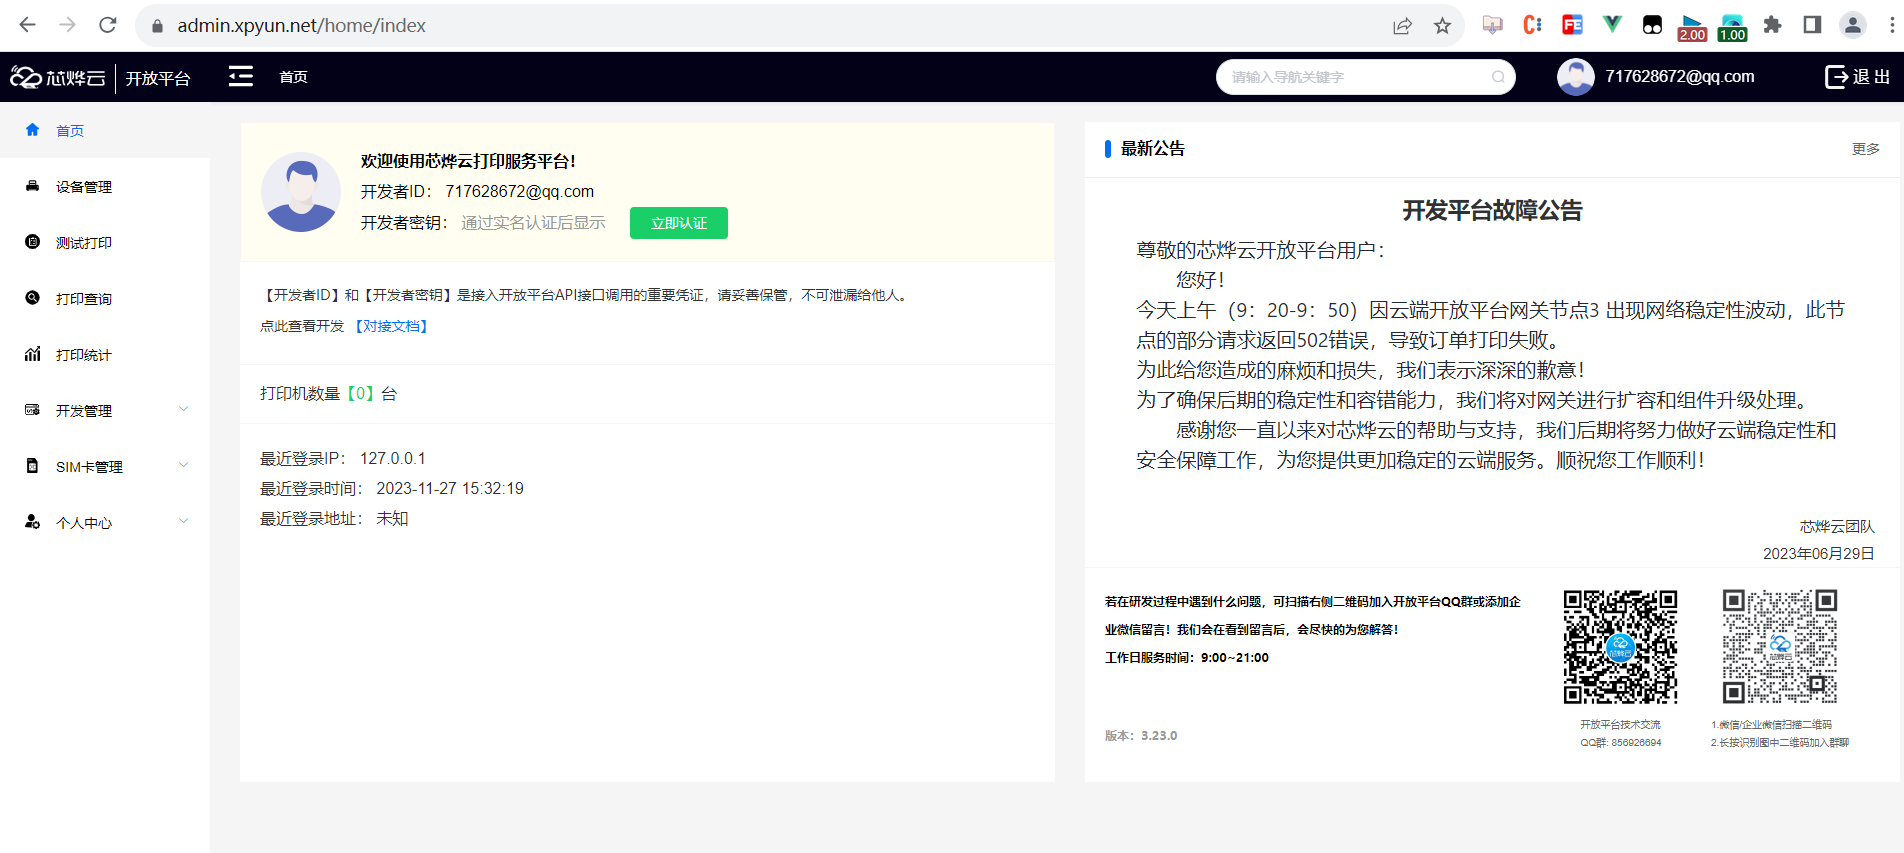 admin.xpyun.net/home/index
2.00
1.00
芯烨云
开放平台
首页
请输入导航关键字
717628672@qq.com
退 出
首页
设备管理
测试打印
打印查询
打印统计
开发管理
SIM卡管理
个人中心
欢迎使用芯烨云打印服务平台!
开发者ID： 717628672@qq.com
开发者密钥： 通过实名认证后显示
立即认证
【开发者ID】和【开发者密钥】是接入开放平台API接口调用的重要凭证，请妥善保管，不可泄漏给他人。
点此查看开发 【对接文档】
打印机数量【0】台
最近登录IP： 127.0.0.1
最近登录时间： 2023-11-27 15:32:19
最近登录地址： 未知
最新公告
更多
开发平台故障公告
尊敬的芯烨云开放平台用户：
您好！
今天上午（9：20-9：50）因云端开放平台网关节点3 出现网络稳定性波动，此节
点的部分请求返回502错误，导致订单打印失败。
为此给您造成的麻烦和损失，我们表示深深的歉意！
为了确保后期的稳定性和容错能力，我们将对网关进行扩容和组件升级处理。
感谢您一直以来对芯烨云的帮助与支持，我们后期将努力做好云端稳定性和
安全保障工作，为您提供更加稳定的云端服务。顺祝您工作顺利！
芯烨云团队
2023年06月29日
若在研发过程中遇到什么问题，可扫描右侧二维码加入开放平台QQ群或添加企
业微信留言！我们会在看到留言后，会尽快的为您解答！
工作日服务时间：9:00~21:00
版本：3.23.0
芯烨云
芯烨云
开放平台技术交流
QQ群: 856926694
1.微信/企业微信扫描二维码
2.长按识别图中二维码加入群聊